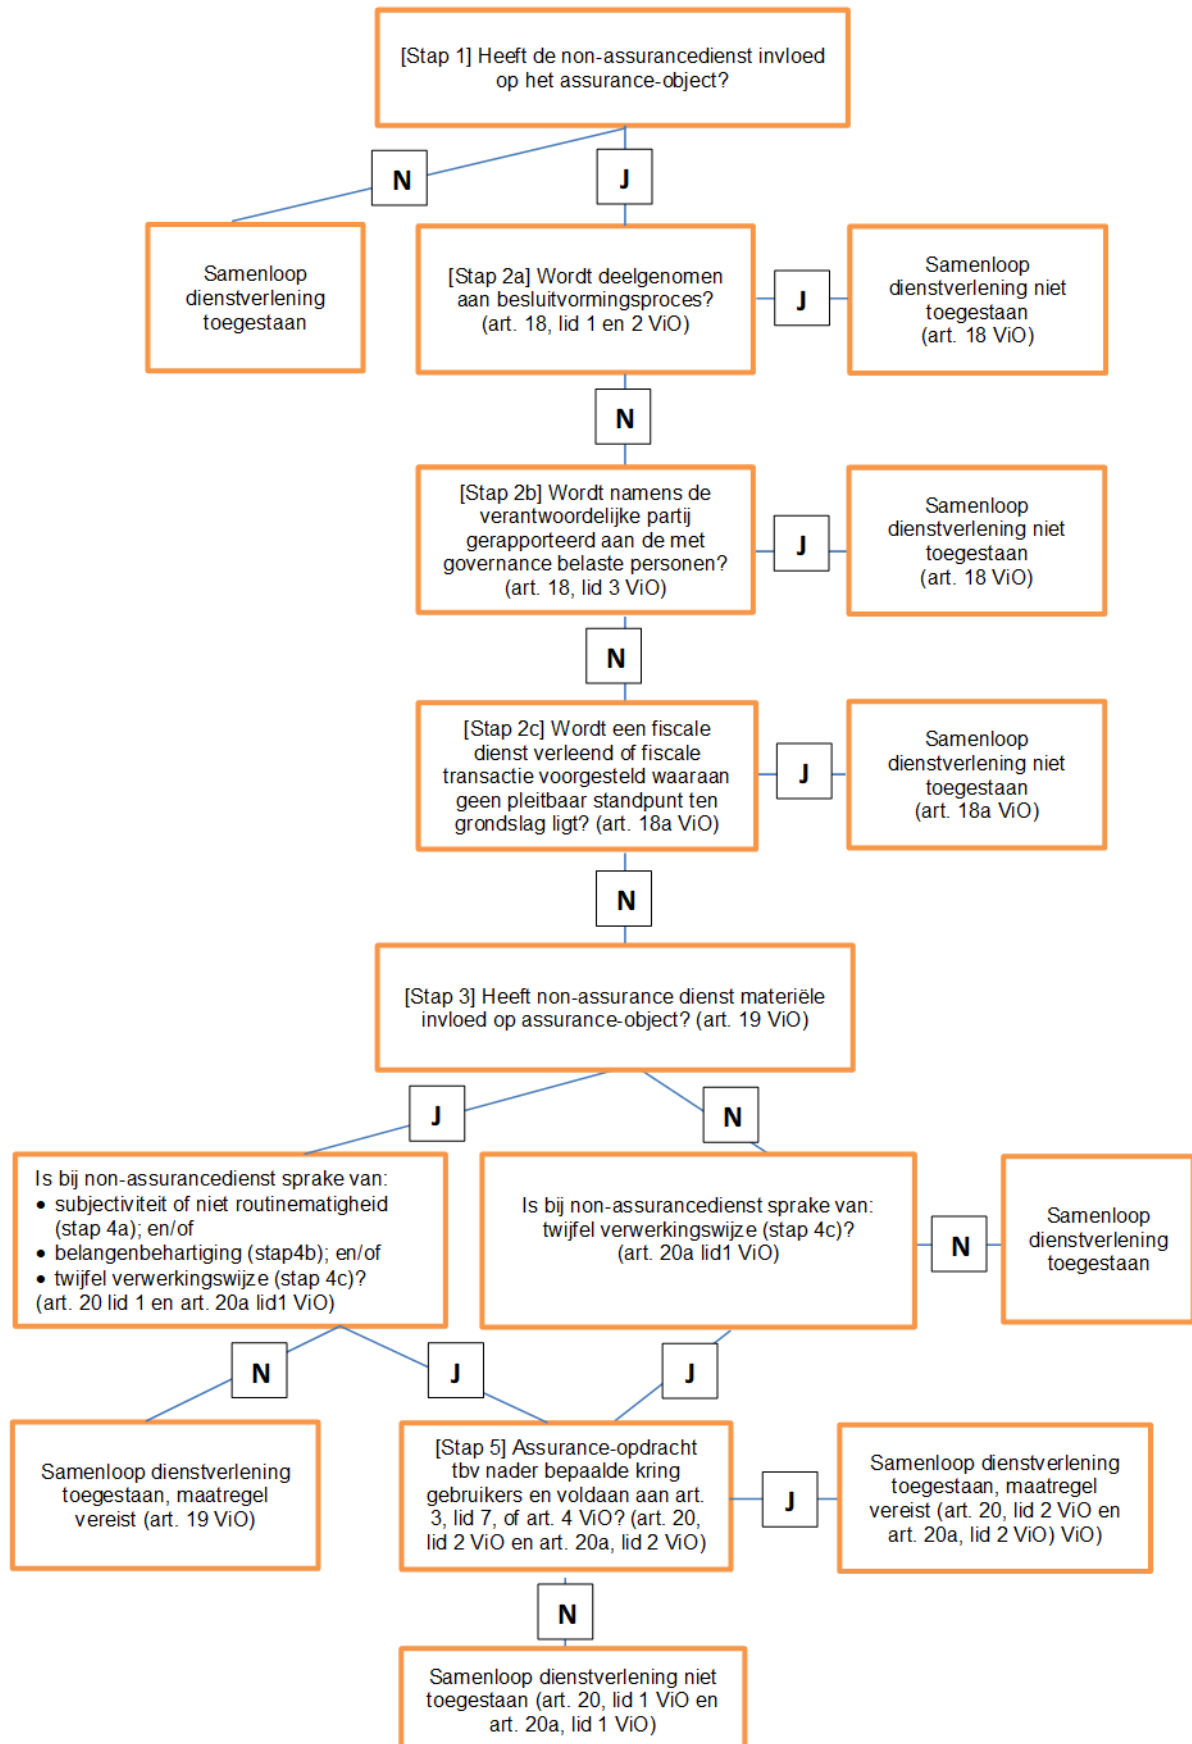 [Stap 1] Heeft de non-assurancedienst invloed
op het assurance-object?
N
J
Samenloop
dienstverlening
toegestaan
[Stap 2a] Wordt deelgenomen
aan besluitvormingsproces?
(art. 18, lid 1 en 2 ViO)
J
Samenloop
dienstverlening niet
toegestaan
(art. 18 ViO)
N
[Stap 2b] Wordt namens de
verantwoordelijke partij
gerapporteerd aan de met
governance belaste personen?
(art. 18, lid 3 ViO)
J
Samenloop
dienstverlening niet
toegestaan
(art. 18 ViO)
N
[Stap 2c] Wordt een fiscale
dienst verleend of fiscale
transactie voorgesteld waaraan
geen pleitbaar standpunt ten
grondslag ligt? (art. 18a ViO)
J
Samenloop
dienstverlening niet
toegestaan
(art. 18a ViO)
N
[Stap 3] Heeft non-assurance dienst materiële
invloed op assurance-object? (art. 19 ViO)
J
N
Is bij non-assurancedienst sprake van:
• subjectiviteit of niet routinematigheid
(stap 4a); en/of
• belangenbehartiging (stap4b); en/of
• twijfel verwerkingswijze (stap 4c)?
(art. 20 lid 1 en art. 20a lid1 ViO)
Is bij non-assurancedienst sprake van:
twijfel verwerkingswijze (stap 4c)?
(art. 20a lid1 ViO)
N
Samenloop
dienstverlening
toegestaan
N
J
J
Samenloop dienstverlening
toegestaan, maatregel
vereist (art. 19 ViO)
[Stap 5] Assurance-opdracht
tbv nader bepaalde kring
gebruikers en voldaan aan art.
3, lid 7, of art. 4 ViO? (art. 20,
lid 2 ViO en art. 20a, lid 2 ViO)
J
Samenloop dienstverlening
toegestaan, maatregel
vereist (art. 20, lid 2 ViO en
art. 20a, lid 2 ViO) ViO)
N
Samenloop dienstverlening niet
toegestaan (art. 20, lid 1 ViO en
art. 20a, lid 1 ViO)